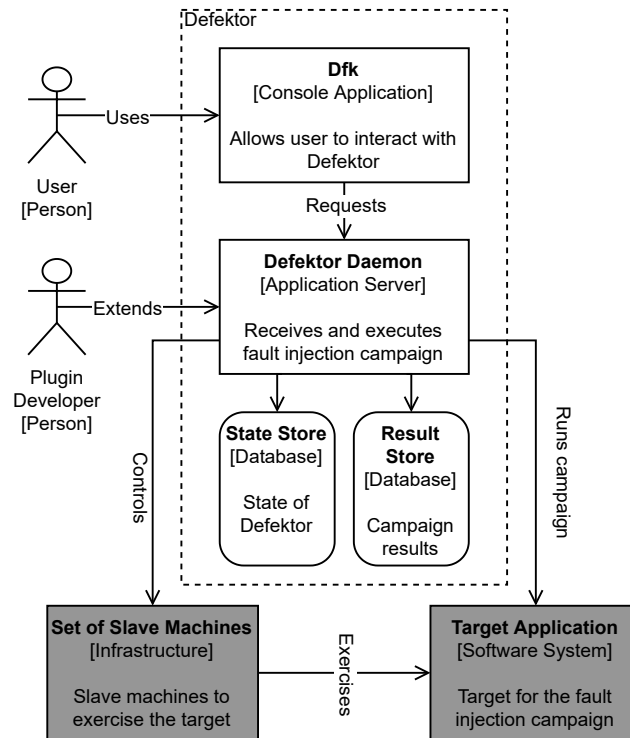 Defektor
Dfk
[Console Application]
Allows user to interact with
Defektor
Uses
User
[Person]
Requests
Defektor Daemon
[Application Server]
Receives and executes
fault injection campaign
Extends
Plugin
Developer
[Person]
State Store
[Database]
State of
Defektor
Result
Store
[Database]
Campaign
results
Controls
Runs campaign
Set of Slave Machines
[Infrastructure]
Slave machines to
exercise the target
Exercises
Target Application
[Software System]
Target for the fault
injection campaign